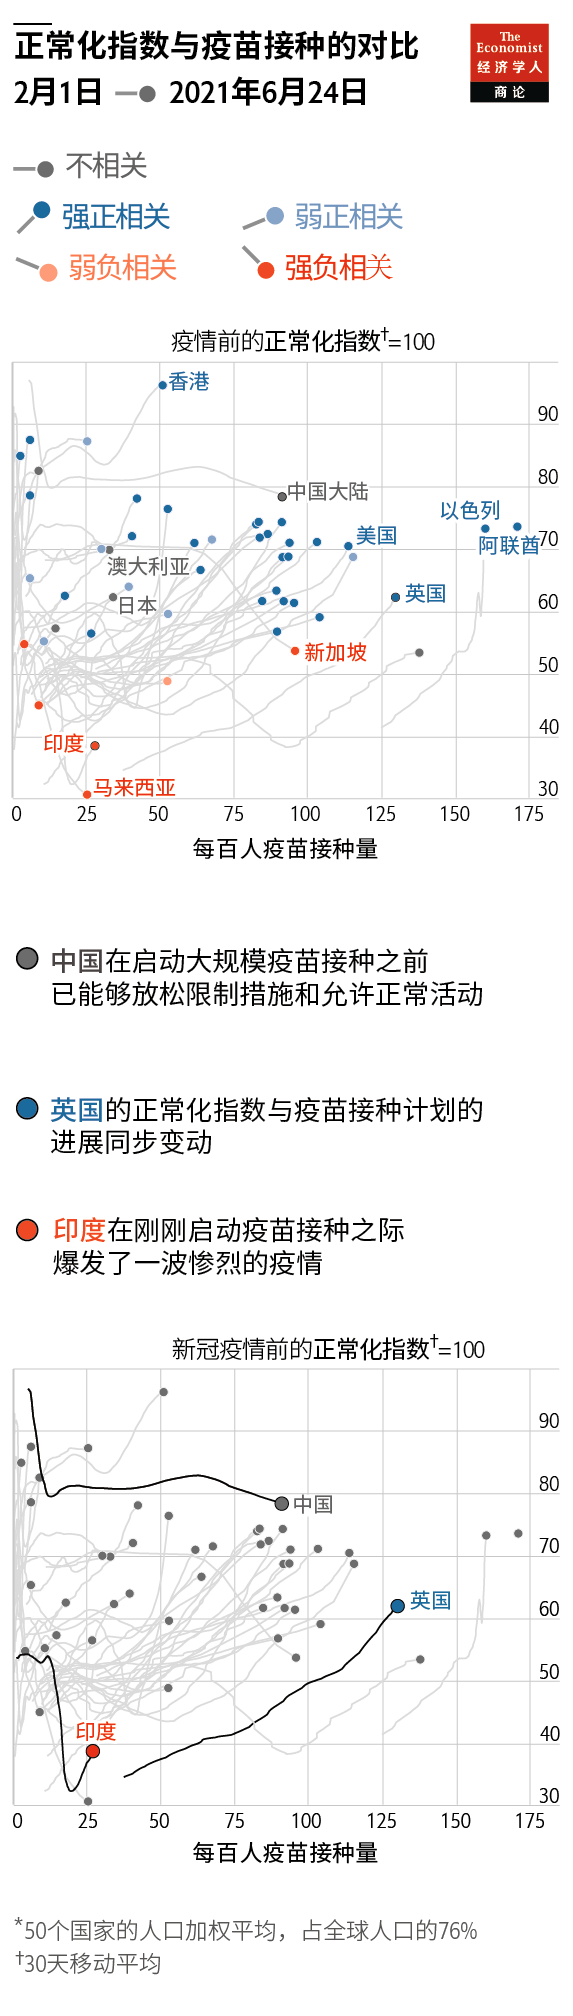 正常化指数与疫苗接种的对比
2月1日 2021年6月24日
The
Economist
经济学人
商论
不相关
强正相关 弱正相关
弱负相关 强负相关
疫情前的正常化指数†=100
香港
90
80
中国大陆
以色列
美国
70
阿联酋
澳大利亚
日本
英国
60
新加坡
50
印度
40
马来西亚
30
0 25 50 75 100 125 150 175
每百人疫苗接种量
中国在启动大规模疫苗接种之前
已能够放松限制措施和允许正常活动
英国的正常化指数与疫苗接种计划的
进展同步变动
印度在刚刚启动疫苗接种之际
爆发了一波惨烈的疫情
新冠疫情前的正常化指数†=100
90
80
中国
70
英国
60
50
印度
40
30
0 25 50 75 100 125 150 175
每百人疫苗接种量
*50个国家的人口加权平均，占全球人口的76%
†30天移动平均